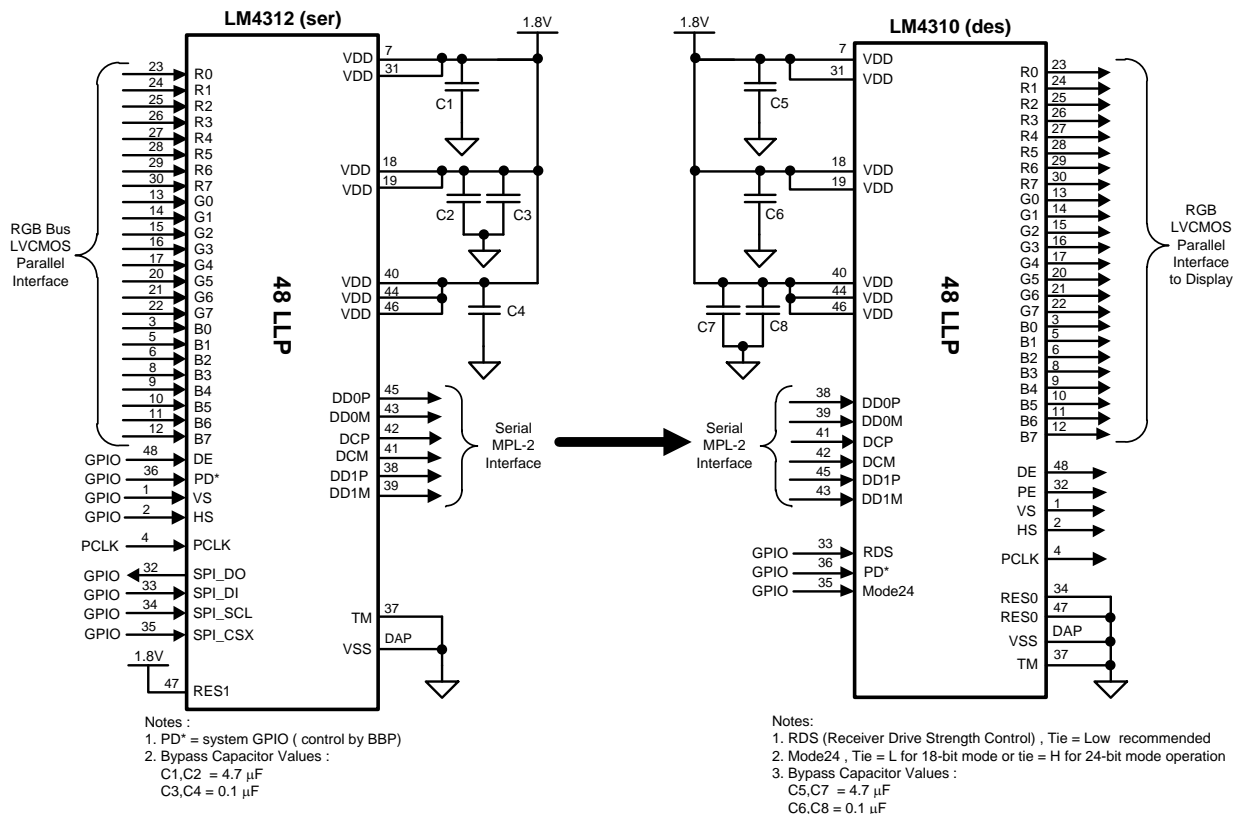 LM4312 (ser)
1.8V
7 VDD
31 VDD
C1
18 VDD
19 VDD
C2 C3
40 VDD
44 VDD
46 VDD
C4
RGB Bus
LVCMOS
Parallel
Interface
23 R0
24 R1
25 R2
26 R3
27 R4
28 R5
29 R6
30 R7
13 G0
14 G1
15 G2
16 G3
17 G4
20 G5
21 G6
22 G7
3 B0
5 B1
6 B2
8 B3
9 B4
10 B5
11 B6
12 B7
GPIO 48 DE
GPIO 36 PD*
GPIO 1 VS
GPIO 2 HS
PCLK 4 PCLK
GPIO 32 SPI_DO
GPIO 33 SPI_DI
GPIO 34 SPI_SCL
GPIO 35 SPI_CSX
1.8V
47 RES1
48 LLP
DD0P 45
DD0M 43
DCP 42
DCM 41
DD1P 38
DD1M 39
Serial
MPL-2
Interface
TM 37
VSS DAP
Notes :
1. PD* = system GPIO ( control by BBP)
2. Bypass Capacitor Values :
C1,C2 = 4.7 µF
C3,C4 = 0.1 µF
LM4310 (des)
1.8V
7 VDD
31 VDD
C5
18 VDD
19 VDD
C6
40 VDD
44 VDD
46 VDD
C7 C8
Serial
MPL-2
Interface
38 DD0P
39 DD0M
41 DCP
42 DCM
45 DD1P
43 DD1M
GPIO 33 RDS
GPIO 36 PD*
GPIO 35 Mode24
48 LLP
R0 23
R1 24
R2 25
R3 26
R4 27
R5 28
R6 29
R7 30
G0 13
G1 14
G2 15
G3 16
G4 17
G5 20
G6 21
G7 22
B0 3
B1 5
B2 6
B3 8
B4 9
B5 10
B6 11
B7 12
RGB
LVCMOS
Parallel
Interface
to Display
DE 48
PE 32
VS 1
HS 2
PCLK 4
RES0 34
RES0 47
VSS DAP
TM 37
Notes:
1. RDS (Receiver Drive Strength Control) , Tie = Low recommended
2. Mode24 , Tie = L for 18-bit mode or tie = H for 24-bit mode operation
3. Bypass Capacitor Values :
C5,C7 = 4.7 µF
C6,C8 = 0.1 µF